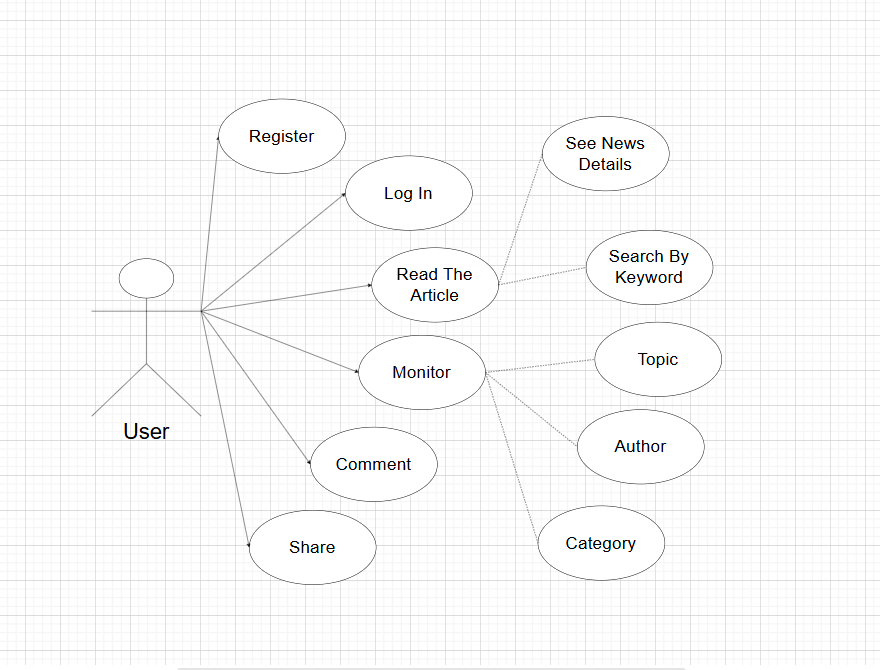 Register
Log In
Read The
Article
Monitor
Comment
Share
User
See News
Details
Search By
Keyword
Topic
Author
Category